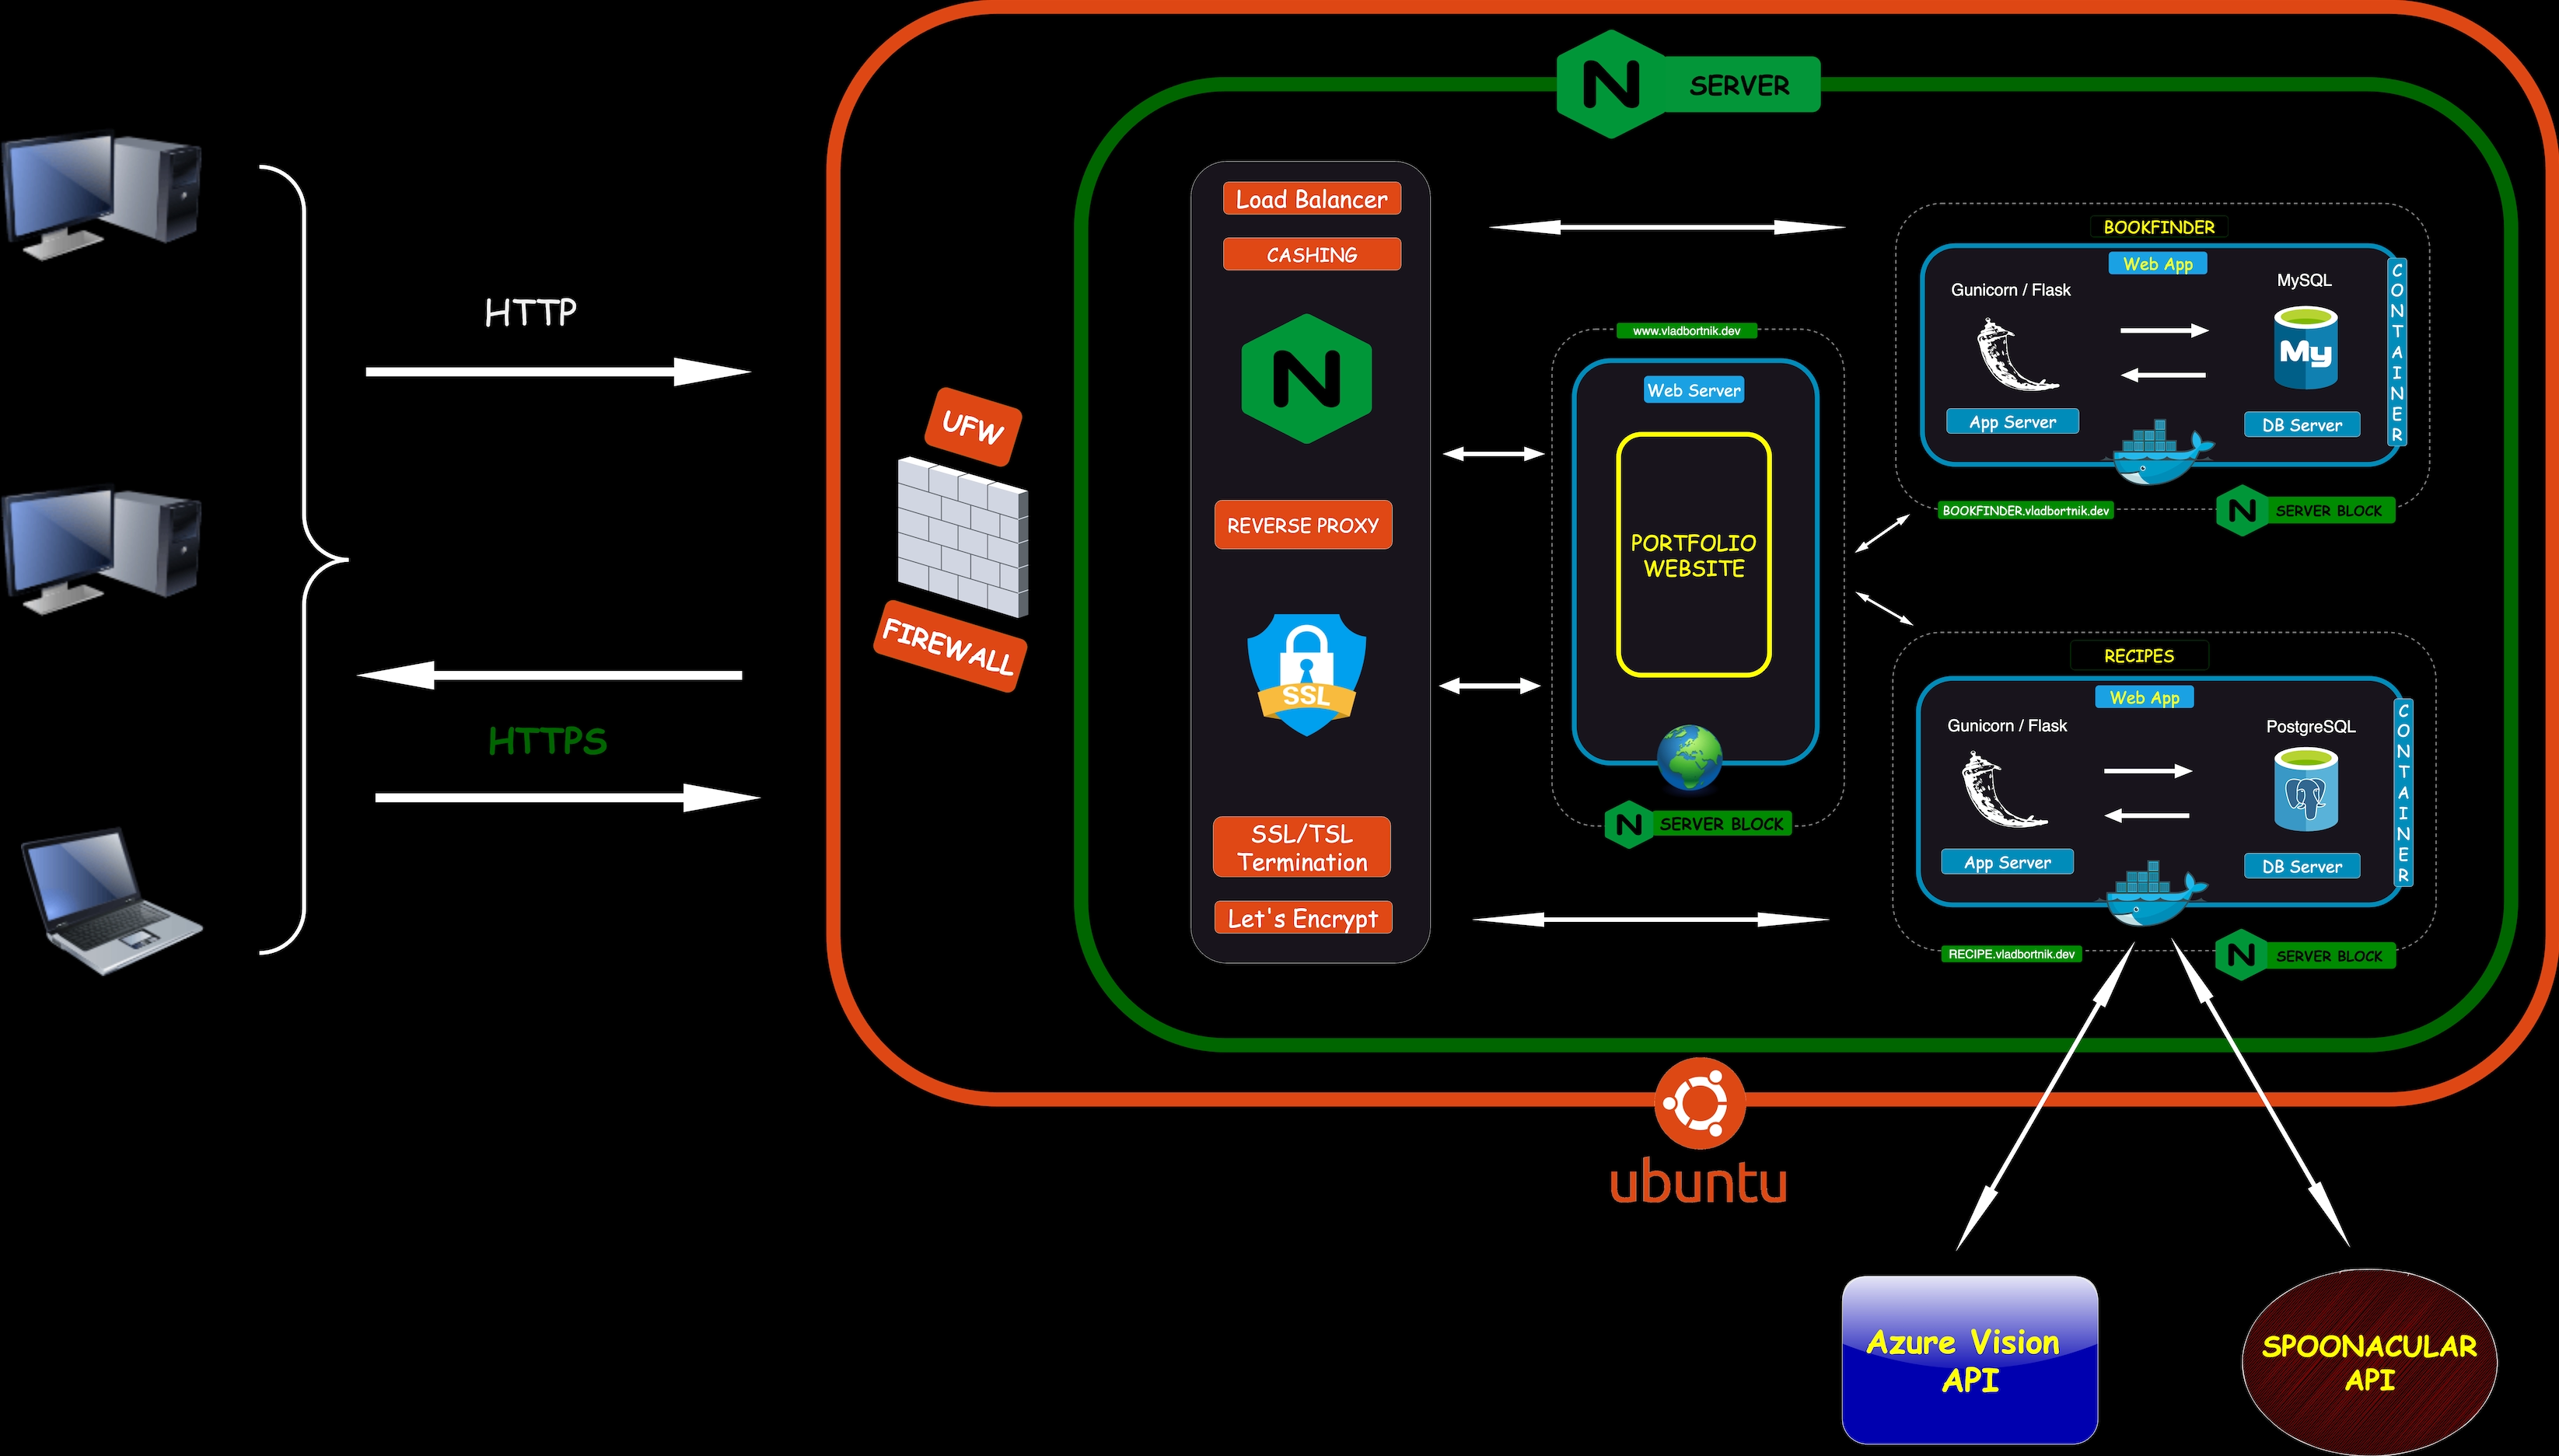 SERVER
Load Balancer
CASHING
REVERSE PROXY
SSL
SSL/TSL
Termination
Let's Encrypt
HTTP
HTTPS
UFW
FIREWALL
www.vladbortnik.dev
Web Server
PORTFOLIO
WEBSITE
SERVER BLOCK
BOOKFINDER
Web App
Gunicorn / Flask
MySQL
My
App Server
DB Server
CONTAINER
BOOKFINDER.vladbortnik.dev
SERVER BLOCK
RECIPES
Web App
Gunicorn / Flask
PostgreSQL
App Server
DB Server
CONTAINER
RECIPE.vladbortnik.dev
SERVER BLOCK
ubuntu
Azure Vision
API
SPOONACULAR
API